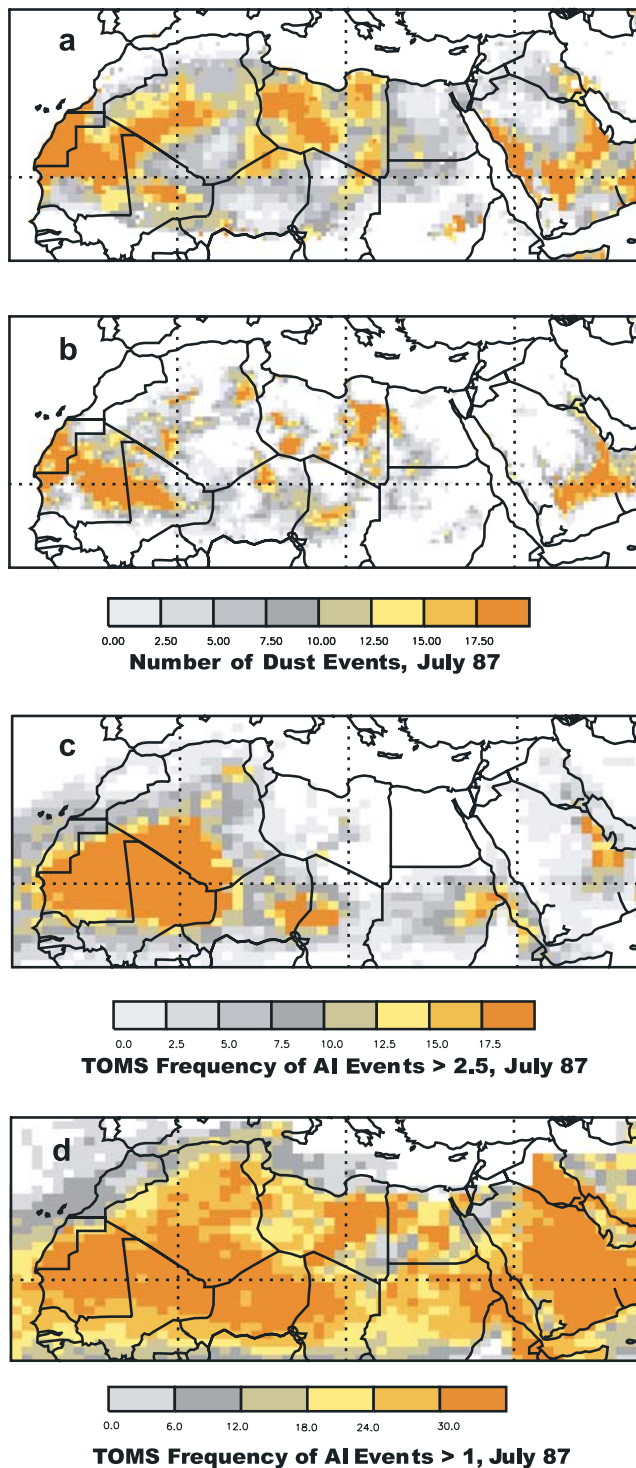 a
b
0.00 2.50 5.00 7.50 10.00 12.50 15.00 17.50
Number of Dust Events, July 87
c
0.0 2.5 5.0 7.5 10.0 12.5 15.0 17.5
TOMS Frequency of AI Events > 2.5, July 87
d
0.0 6.0 12.0 18.0 24.0 30.0
TOMS Frequency of AI Events > 1, July 87